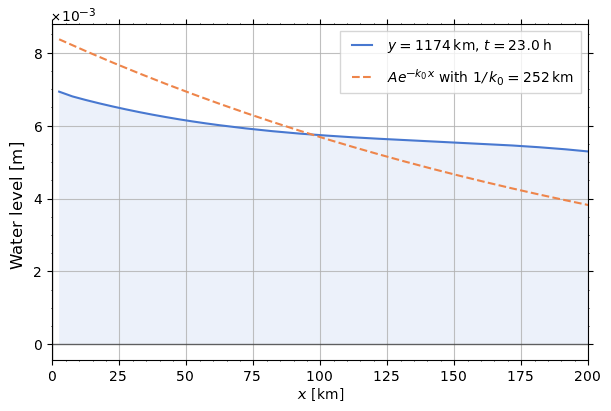 ×10⁻³
y = 1174 km, t = 23.0 h
Ae^{-k₀x} with 1/k₀ = 252 km
8
6
4
2
0
Water level [m]
0 25 50 75 100 125 150 175 200
x [km]